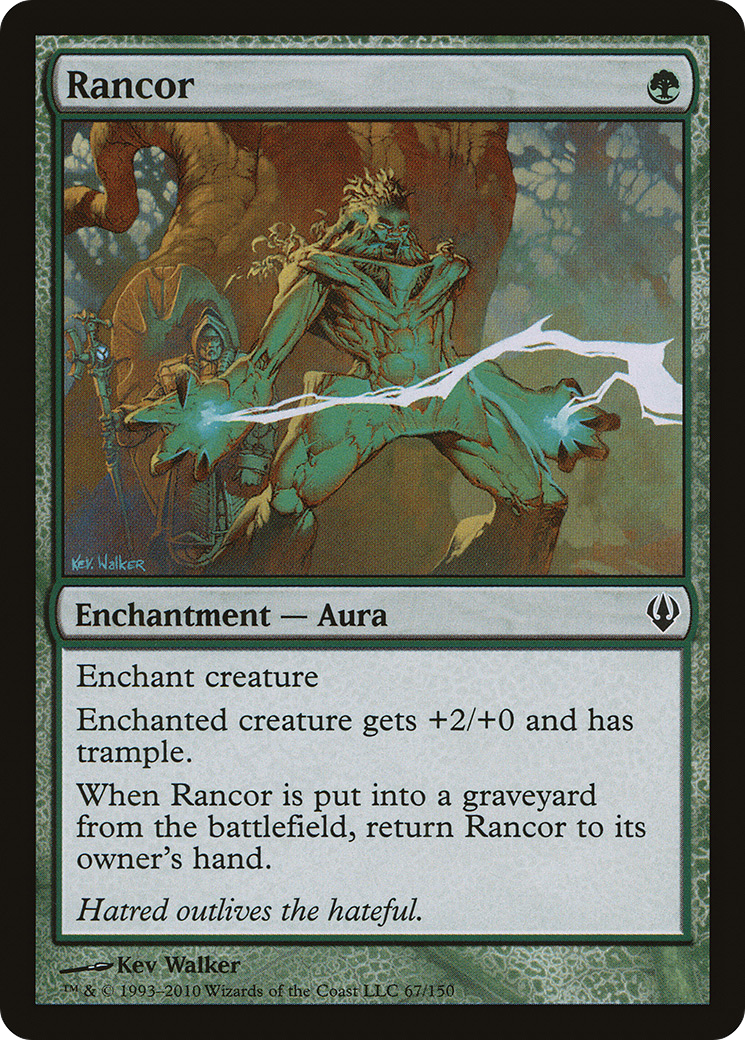 Rancor
Kev. Walker
Enchantment — Aura
Enchant creature
Enchanted creature gets +2/+0 and has
trample.
When Rancor is put into a graveyard
from the battlefield, return Rancor to its
owner's hand.
Hatred outlives the hateful.
Kev Walker
™ & © 1993–2010 Wizards of the Coast LLC 67/150